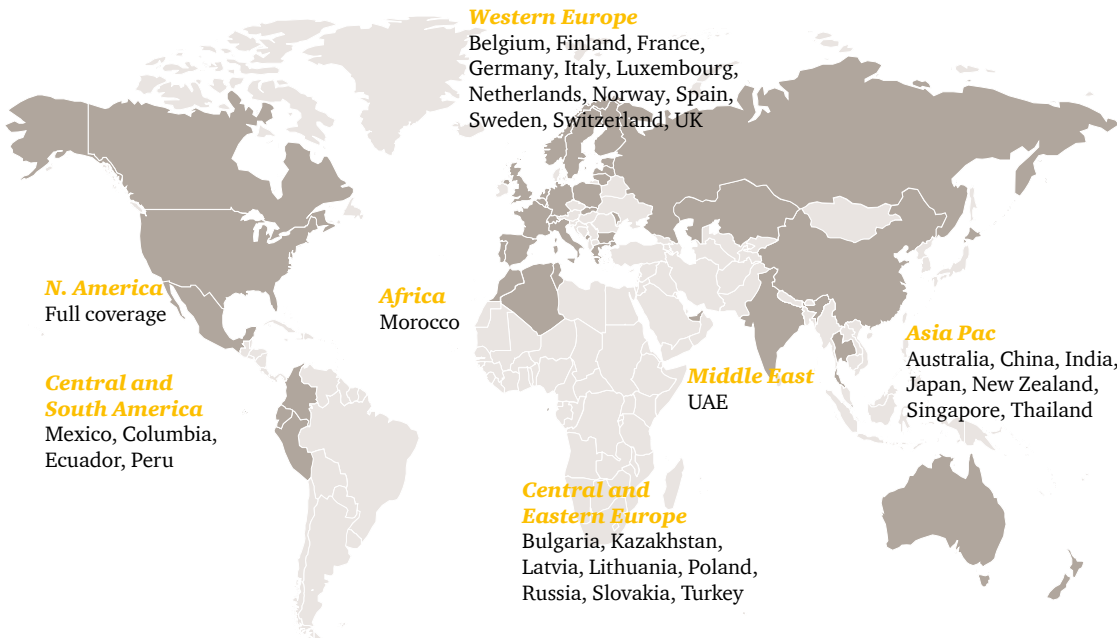 Western Europe
Belgium, Finland, France,
Germany, Italy, Luxembourg,
Netherlands, Norway, Spain,
Sweden, Switzerland, UK
N. America
Full coverage
Africa
Morocco
Asia Pac
Australia, China, India,
Japan, New Zealand,
Singapore, Thailand
Middle East
UAE
Central and
South America
Mexico, Columbia,
Ecuador, Peru
Central and
Eastern Europe
Bulgaria, Kazakhstan,
Latvia, Lithuania, Poland,
Russia, Slovakia, Turkey